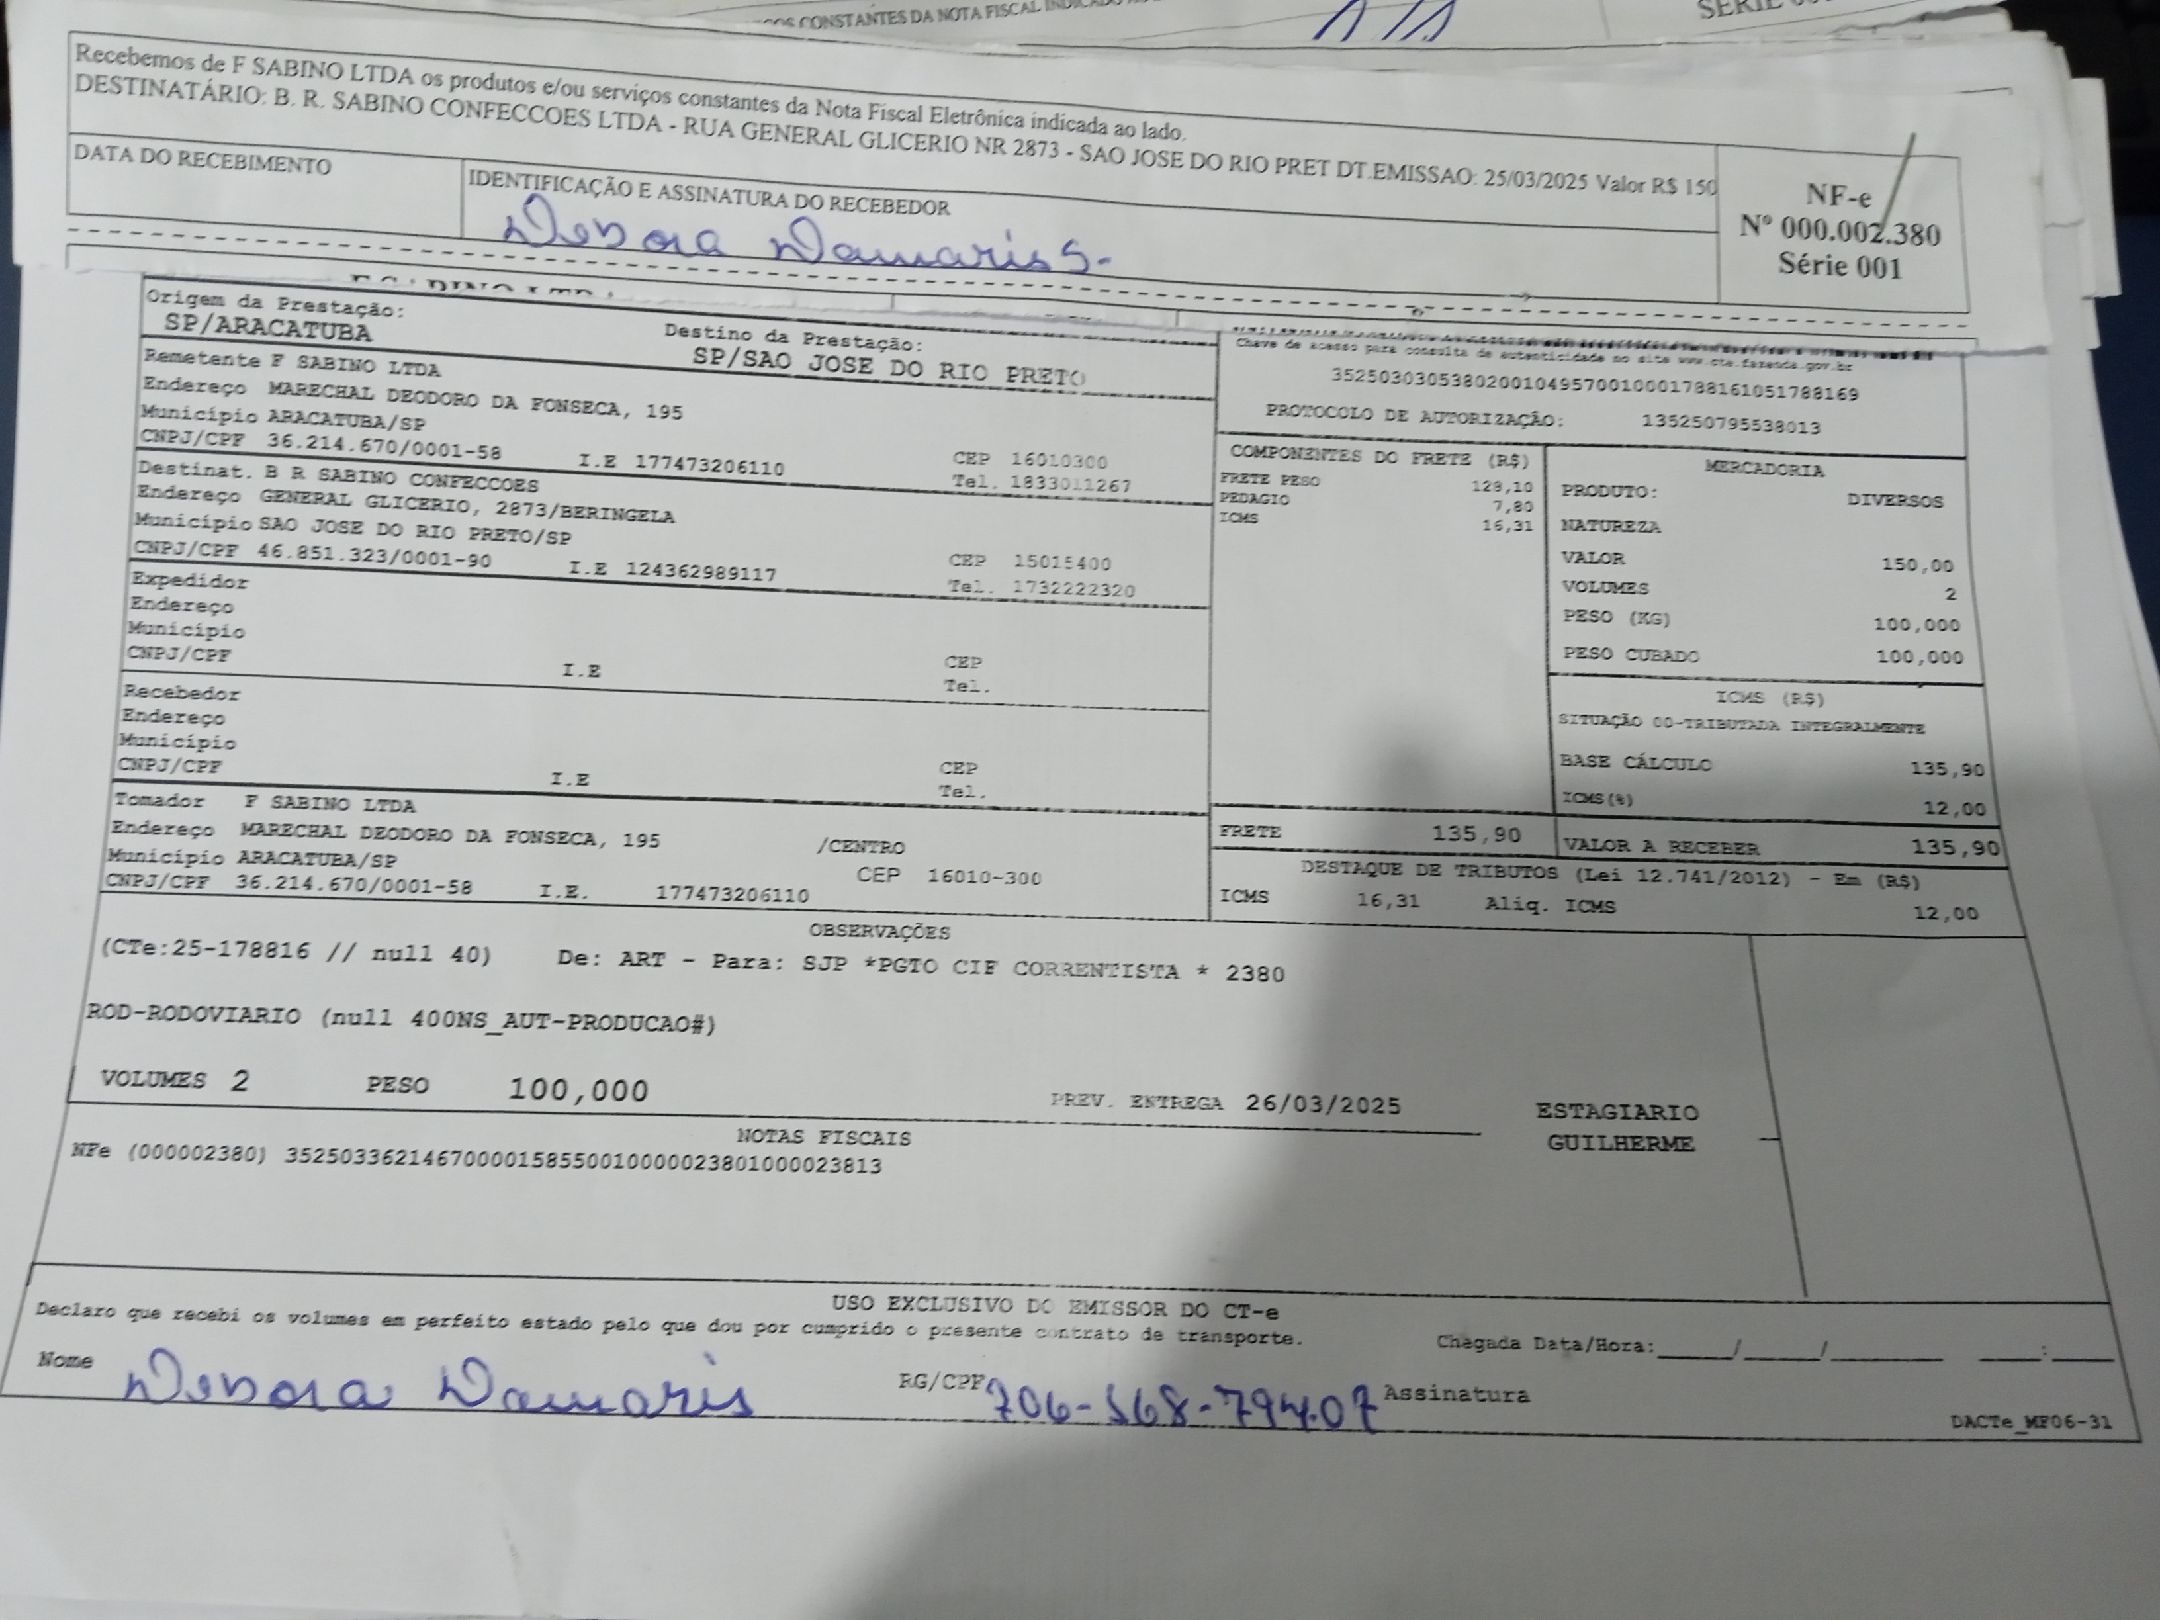 CONSTANTES DA NOTA FISCAL
Recebemos de F SABINO LTDA os produtos e/ou serviços constantes da Nota Fiscal Eletrônica indicada ao lado.
DESTINATÁRIO: B. R. SABINO CONFECCOES LTDA - RUA GENERAL GLICERIO NR 2873 - SAO JOSE DO RIO PRET DT.EMISSAO: 25/03/2025 Valor R$ 150
DATA DO RECEBIMENTO
IDENTIFICAÇÃO E ASSINATURA DO RECEBEDOR
Debora Damaris S.
NF-e
Nº 000.002.380
Série 001
Origem da Prestação:
SP/ARACATUBA
Destino da Prestação:
SP/SAO JOSE DO RIO PRETO
Remetente F SABINO LTDA
Endereço MARECHAL DEODORO DA FONSECA, 195
Município ARACATUBA/SP
CNPJ/CPF 36.214.670/0001-58 I.E 177473206110
CEP 16010300
Tel. 1833011267
Destinat. B R SABINO CONFECCOES
Endereço GENERAL GLICERIO, 2873/BERINGELA
Município SAO JOSE DO RIO PRETO/SP
CNPJ/CPF 46.851.323/0001-90 I.E 124362989117
CEP 15015400
Tel. 1732222320
Expedidor
Endereço
Município
CNPJ/CPF I.E
CEP
Tel.
Recebedor
Endereço
Município
CNPJ/CPF I.E
CEP
Tel.
Tomador F SABINO LTDA
Endereço MARECHAL DEODORO DA FONSECA, 195 /CENTRO
Município ARACATUBA/SP CEP 16010-300
CNPJ/CPF 36.214.670/0001-58 I.E. 177473206110
Chave de acesso para consulta de autenticidade no site www.cte.fazenda.gov.br
35250303053802001049570010001788161051788169
PROTOCOLO DE AUTORIZAÇÃO: 135250795538013
COMPONENTES DO FRETE (R$)
FRETE PESO 128,10
PEDAGIO 7,80
ICMS 16,31
MERCADORIA
PRODUTO: DIVERSOS
NATUREZA
VALOR 150,00
VOLUMES 2
PESO (KG) 100,000
PESO CUBADO 100,000
ICMS (R$)
SITUAÇÃO 00-TRIBUTADA INTEGRALMENTE
BASE CÁLCULO 135,90
ICMS(%) 12,00
FRETE 135,90
VALOR A RECEBER 135,90
DESTAQUE DE TRIBUTOS (Lei 12.741/2012) - Em (R$)
ICMS 16,31 Aliq. ICMS 12,00
OBSERVAÇÕES
(CTe:25-178816 // null 40) De: ART - Para: SJP *PGTO CIF CORRENTISTA * 2380
ROD-RODOVIARIO (null 400NS_AUT-PRODUCAO#)
VOLUMES 2 PESO 100,000
PREV. ENTREGA 26/03/2025
ESTAGIARIO
GUILHERME
NOTAS FISCAIS
NFe (000002380) 35250336214670000158550010000023801000023813
USO EXCLUSIVO DO EMISSOR DO CT-e
Declaro que recebi os volumes em perfeito estado pelo que dou por cumprido o presente contrato de transporte.
Chegada Data/Hora:____/____/______ ___:___
Nome Debora Damaris
RG/CPF 706-568-794.07
Assinatura
DACTe_MF06-31